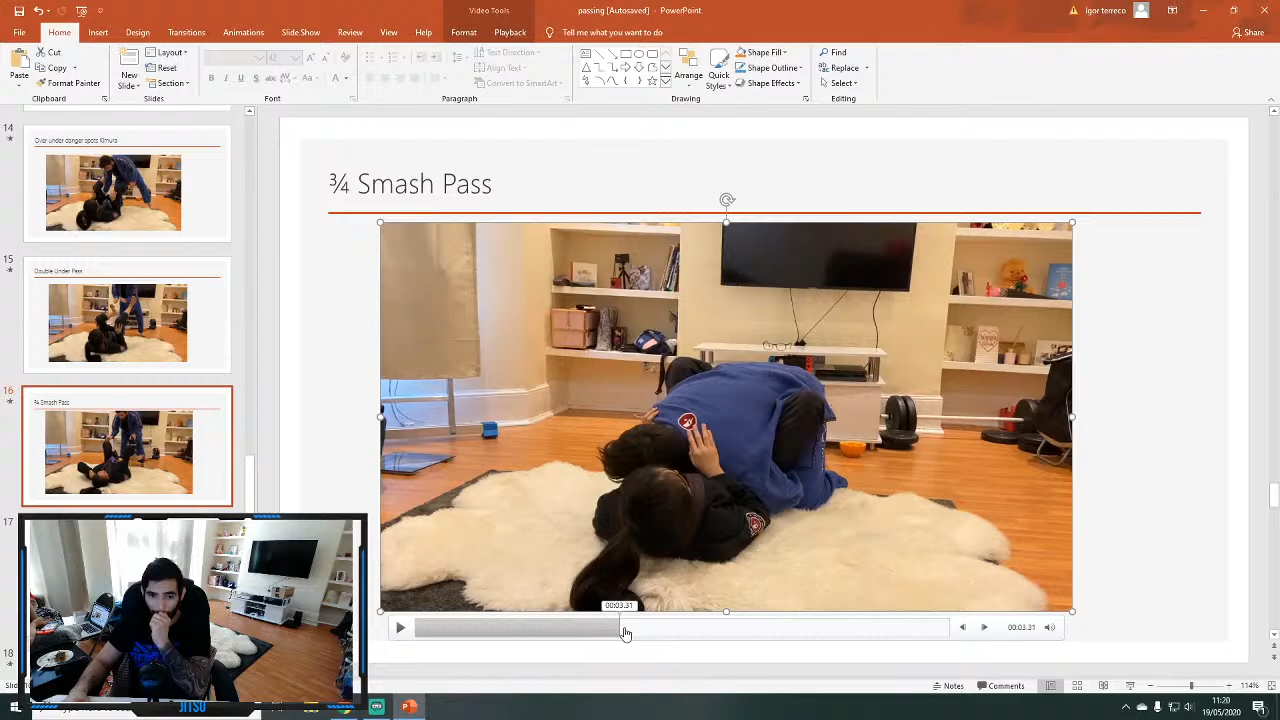 Video Tools
passing [Autosaved] - PowerPoint
Igor terreco
File
Home
Insert
Design
Transitions
Animations
Slide Show
Review
View
Help
Format
Playback
Tell me what you want to do
Share
Paste
Cut
Copy
Format Painter
Clipboard
New
Slide
Layout
Reset
Section
Slides
42
Font
Text Direction
Align Text
Convert to SmartArt
Paragraph
Arrange
Quick
Styles
Shape Fill
Shape Outline
Shape Effects
Drawing
Find
Replace
Select
Editing
14
Over under danger spots Kimura
15
Double Under Pass
16
¾ Smash Pass
18
¾ Smash Pass
00:03.31
00:03.31
Notes
Comments
114%
JITSU
11:20
19/05/2020